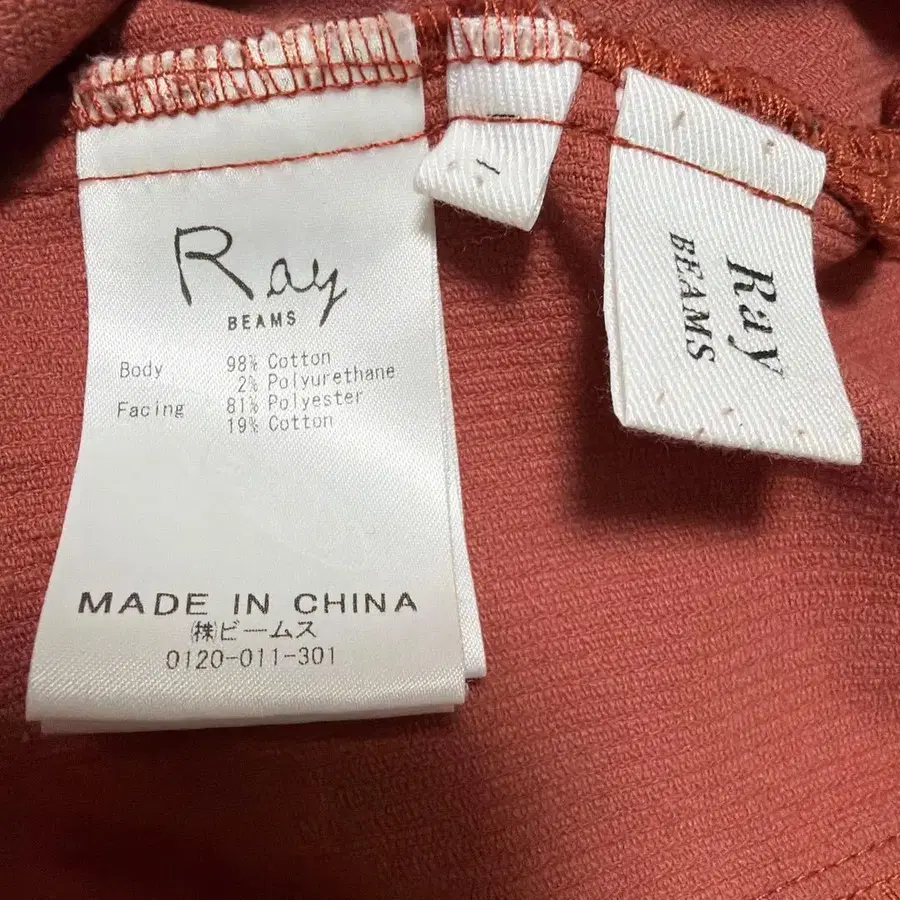 Ray
BEAMS
Body 98% Cotton
2% Polyurethane
Facing 81% Polyester
19% Cotton
MADE IN CHINA
㈱ビームス
0120-011-301
Ray
BEAMS